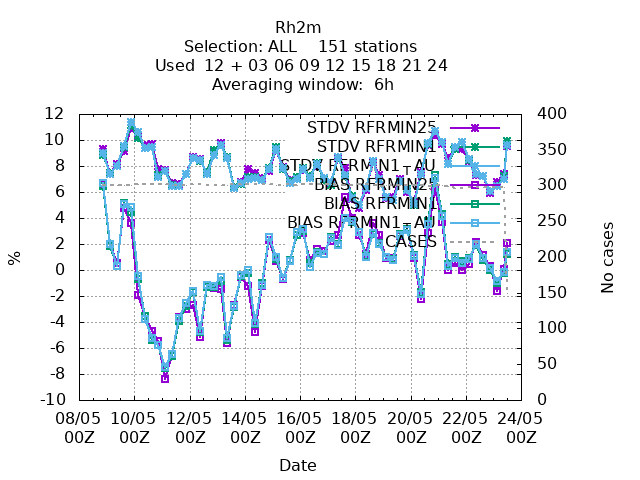 Rh2m
Selection: ALL    151 stations
Used  12 + 03 06 09 12 15 18 21 24
Averaging window:  6h
STDV RFRMIN25
STDV RFRMIN1
STDV RFRMIN1-AU
BIAS RFRMIN25
BIAS RFRMIN1
BIAS RFRMIN1-AU
CASES
12
10
8
6
4
2
0
-2
-4
-6
-8
-10
%
400
350
300
250
200
150
100
50
0
No cases
08/05 10/05 12/05 14/05 16/05 18/05 20/05 22/05 24/05
00Z 00Z 00Z 00Z 00Z 00Z 00Z 00Z 00Z
Date